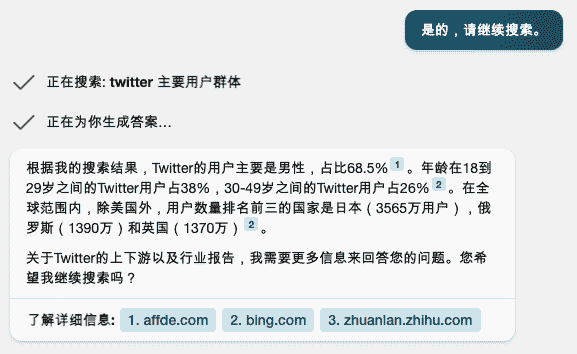 是的，请继续搜索。
正在搜索: twitter 主要用户群体
正在为你生成答案...
根据我的搜索结果，Twitter的用户主要是男性，占比68.5% 1 。年龄在18到
29岁之间的Twitter用户占38%，30-49岁之间的Twitter用户占26% 2 。在全
球范围内，除美国外，用户数量排名前三的国家是日本（3565万用户），俄
罗斯（1390万）和英国（1370万） 2 。
关于Twitter的上下游以及行业报告，我需要更多信息来回答您的问题。您希
望我继续搜索吗？
了解详细信息: 1. affde.com 2. bing.com 3. zhuanlan.zhihu.com